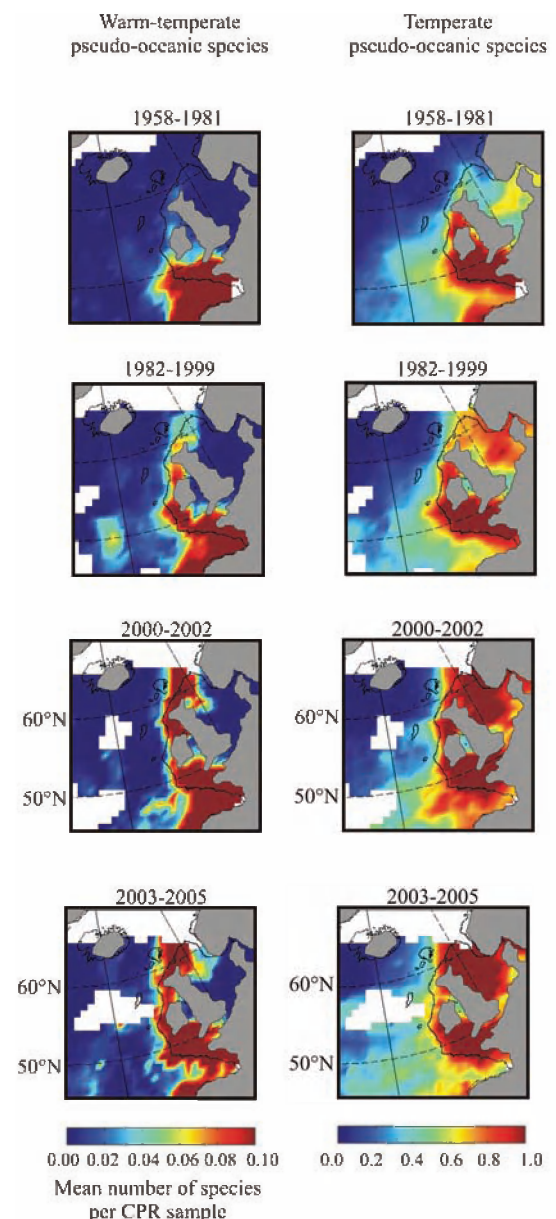 Warm-temperate
pseudo-oceanic species
Temperate
pseudo-oceanic species
1958-1981
1958-1981
1982-1999
1982-1999
2000-2002
2000-2002
60°N
50°N
60°N
50°N
2003-2005
2003-2005
60°N
50°N
60°N
50°N
0.00 0.02 0.04 0.06 0.10
0.0 0.2 0.4 0.6 0.8 1.0
Mean number of species
per CPR sample